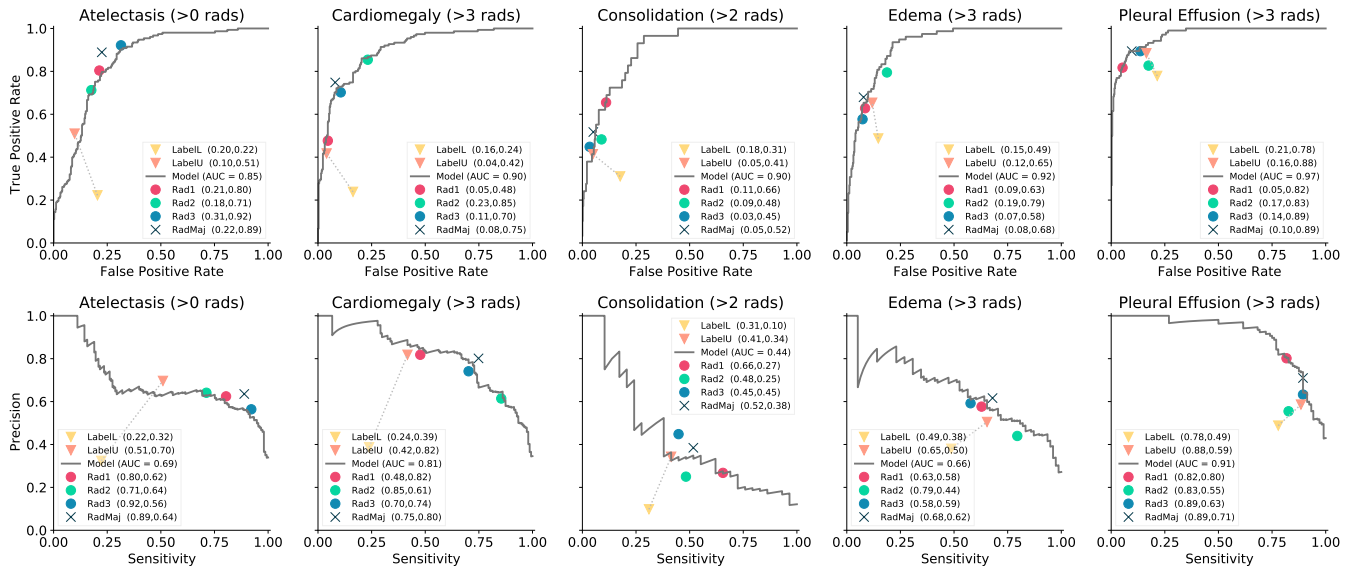 Atelectasis (>0 rads)
1.0
0.8
0.6
0.4
0.2
0.0
True Positive Rate
LabelL (0.20,0.22)
LabelU (0.10,0.51)
Model (AUC = 0.85)
Rad1 (0.21,0.80)
Rad2 (0.18,0.71)
Rad3 (0.31,0.92)
RadMaj (0.22,0.89)
0.00 0.25 0.50 0.75 1.00
False Positive Rate
Cardiomegaly (>3 rads)
LabelL (0.16,0.24)
LabelU (0.04,0.42)
Model (AUC = 0.90)
Rad1 (0.05,0.48)
Rad2 (0.23,0.85)
Rad3 (0.11,0.70)
RadMaj (0.08,0.75)
0.00 0.25 0.50 0.75 1.00
False Positive Rate
Consolidation (>2 rads)
LabelL (0.18,0.31)
LabelU (0.05,0.41)
Model (AUC = 0.90)
Rad1 (0.11,0.66)
Rad2 (0.09,0.48)
Rad3 (0.03,0.45)
RadMaj (0.05,0.52)
0.00 0.25 0.50 0.75 1.00
False Positive Rate
Edema (>3 rads)
LabelL (0.15,0.49)
LabelU (0.12,0.65)
Model (AUC = 0.92)
Rad1 (0.09,0.63)
Rad2 (0.19,0.79)
Rad3 (0.07,0.58)
RadMaj (0.08,0.68)
0.00 0.25 0.50 0.75 1.00
False Positive Rate
Pleural Effusion (>3 rads)
LabelL (0.21,0.78)
LabelU (0.16,0.88)
Model (AUC = 0.97)
Rad1 (0.05,0.82)
Rad2 (0.17,0.83)
Rad3 (0.14,0.89)
RadMaj (0.10,0.89)
0.00 0.25 0.50 0.75 1.00
False Positive Rate
Atelectasis (>0 rads)
1.0
0.8
0.6
0.4
0.2
0.0
Precision
LabelL (0.22,0.32)
LabelU (0.51,0.70)
Model (AUC = 0.69)
Rad1 (0.80,0.62)
Rad2 (0.71,0.64)
Rad3 (0.92,0.56)
RadMaj (0.89,0.64)
0.00 0.25 0.50 0.75 1.00
Sensitivity
Cardiomegaly (>3 rads)
LabelL (0.24,0.39)
LabelU (0.42,0.82)
Model (AUC = 0.81)
Rad1 (0.48,0.82)
Rad2 (0.85,0.61)
Rad3 (0.70,0.74)
RadMaj (0.75,0.80)
0.00 0.25 0.50 0.75 1.00
Sensitivity
Consolidation (>2 rads)
LabelL (0.31,0.10)
LabelU (0.41,0.34)
Model (AUC = 0.44)
Rad1 (0.66,0.27)
Rad2 (0.48,0.25)
Rad3 (0.45,0.45)
RadMaj (0.52,0.38)
0.00 0.25 0.50 0.75 1.00
Sensitivity
Edema (>3 rads)
LabelL (0.49,0.38)
LabelU (0.65,0.50)
Model (AUC = 0.66)
Rad1 (0.63,0.58)
Rad2 (0.79,0.44)
Rad3 (0.58,0.59)
RadMaj (0.68,0.62)
0.00 0.25 0.50 0.75 1.00
Sensitivity
Pleural Effusion (>3 rads)
LabelL (0.78,0.49)
LabelU (0.88,0.59)
Model (AUC = 0.91)
Rad1 (0.82,0.80)
Rad2 (0.83,0.55)
Rad3 (0.89,0.63)
RadMaj (0.89,0.71)
0.00 0.25 0.50 0.75 1.00
Sensitivity